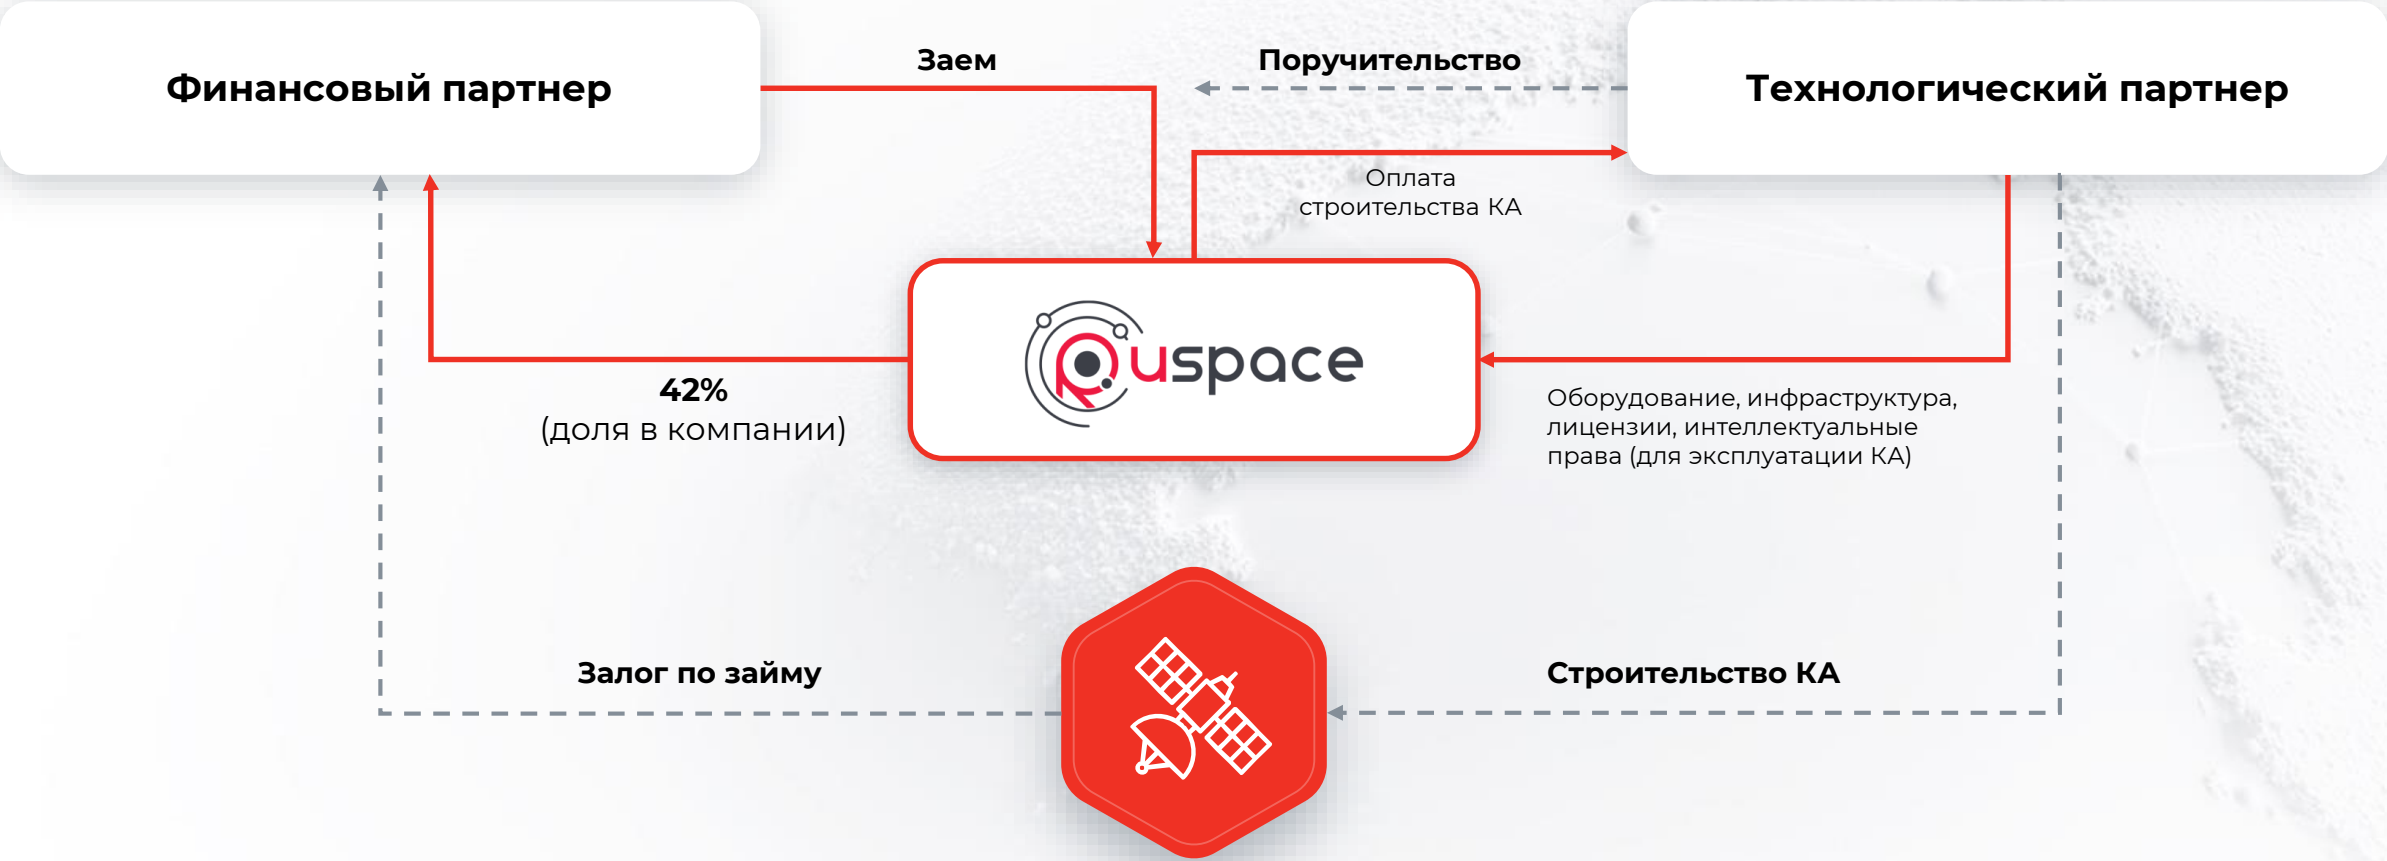 Финансовый партнер
Заем
Поручительство
Технологический партнер
Оплата
строительства КА
Ruspace
42%
(доля в компании)
Оборудование, инфраструктура,
лицензии, интеллектуальные
права (для эксплуатации КА)
Залог по займу
Строительство КА